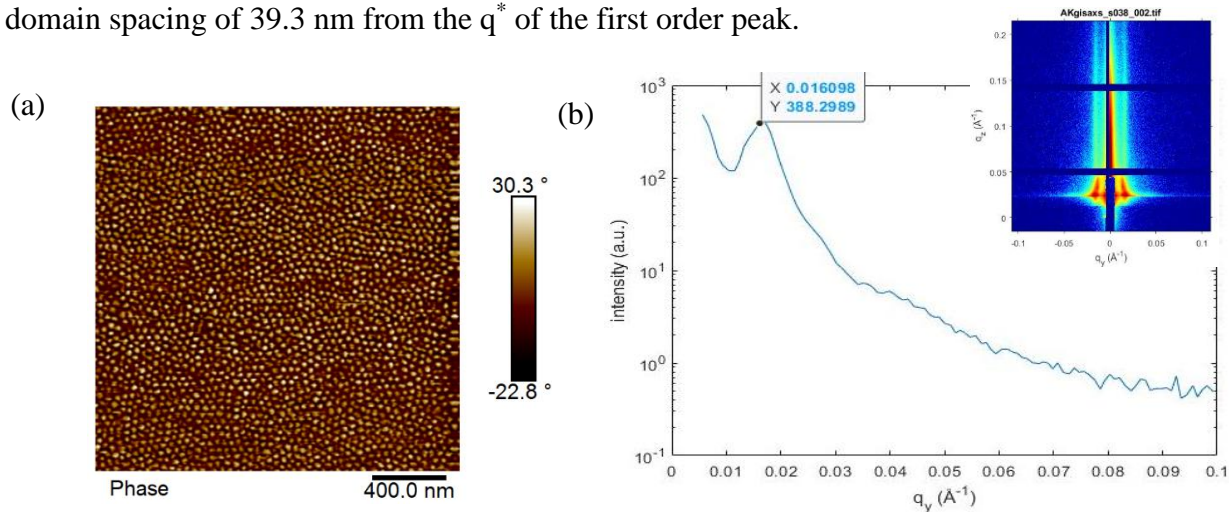 domain spacing of 39.3 nm from the q* of the first order peak.
(a)
30.3 °
-22.8 °
Phase
400.0 nm
(b)
X 0.016098
Y 388.2989
10³
10²
10¹
10⁰
10⁻¹
intensity (a.u.)
0 0.01 0.02 0.03 0.04 0.05 0.06 0.07 0.08 0.09 0.1
q_y (Å⁻¹)
AKgisaxs_s038_002.tif
0.2
0.15
0.1
0.05
0
q_z (Å⁻¹)
-0.1 -0.05 0 0.05 0.1
q_y (Å⁻¹)